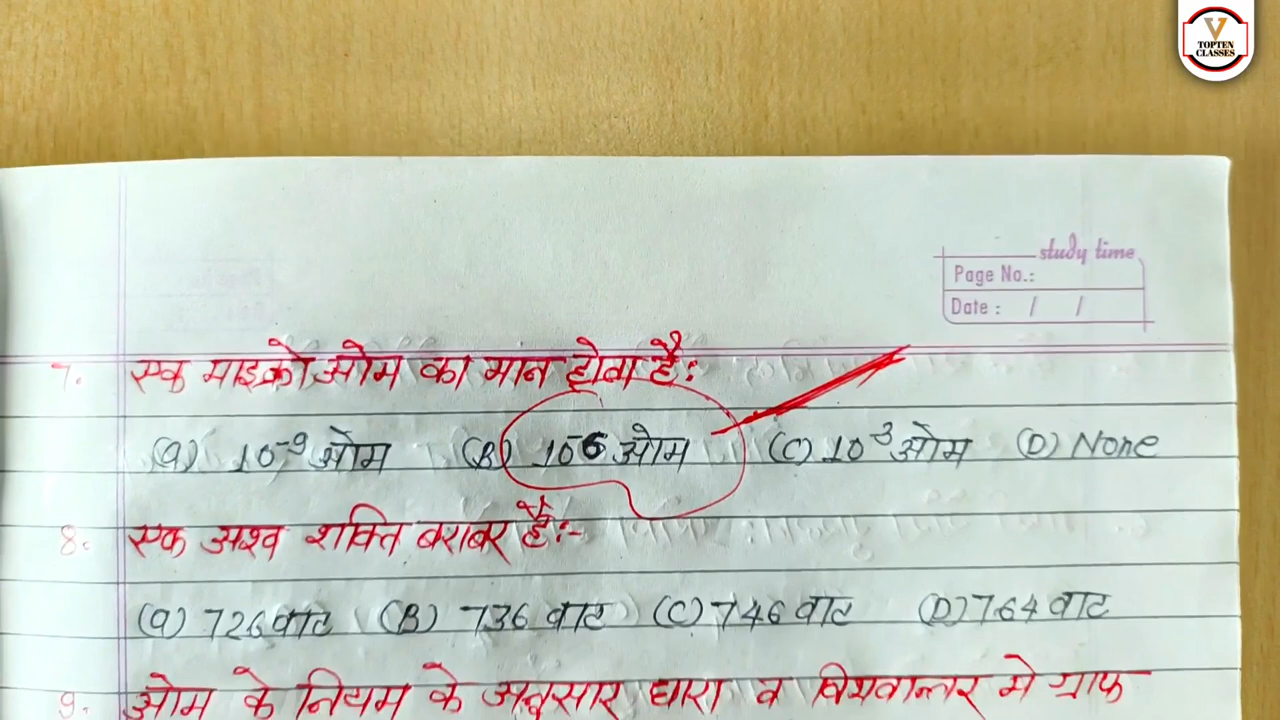 V
TOPTEN
CLASSES
study time
Page No.:
Date : / /
7. एक माइक्रो ओम का मान होता है:
(a) 10⁻⁹ ओम (B) 10⁻6 ओम (C) 10⁻³ ओम (D) None
8. एक अश्व शक्ति बराबर है:-
(a) 726 वाट (B) 736 वाट (C) 746 वाट (D) 764 वाट
9. ओम के नियम के अनुसार धारा व विभवान्तर मे ग्राफ